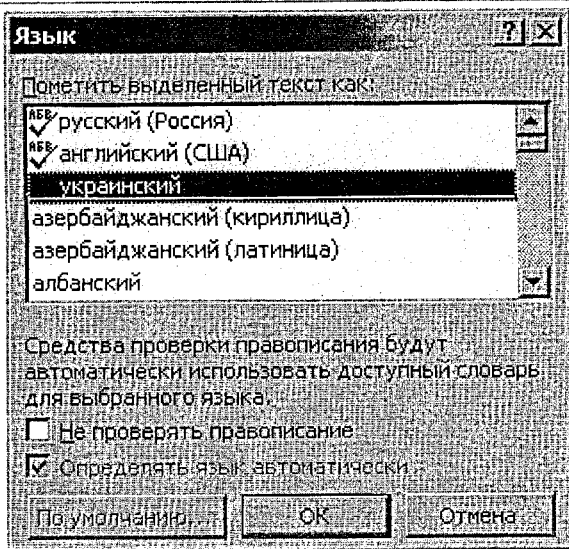 Язык
Пометить выделенный текст как:
русский (Россия)
английский (США)
украинский
азербайджанский (кириллица)
азербайджанский (латиница)
албанский
Средства проверки правописания будут
автоматически использовать доступный словарь
для выбранного языка.
Не проверять правописание
Определять язык автоматически
По умолчанию... ОК Отмена